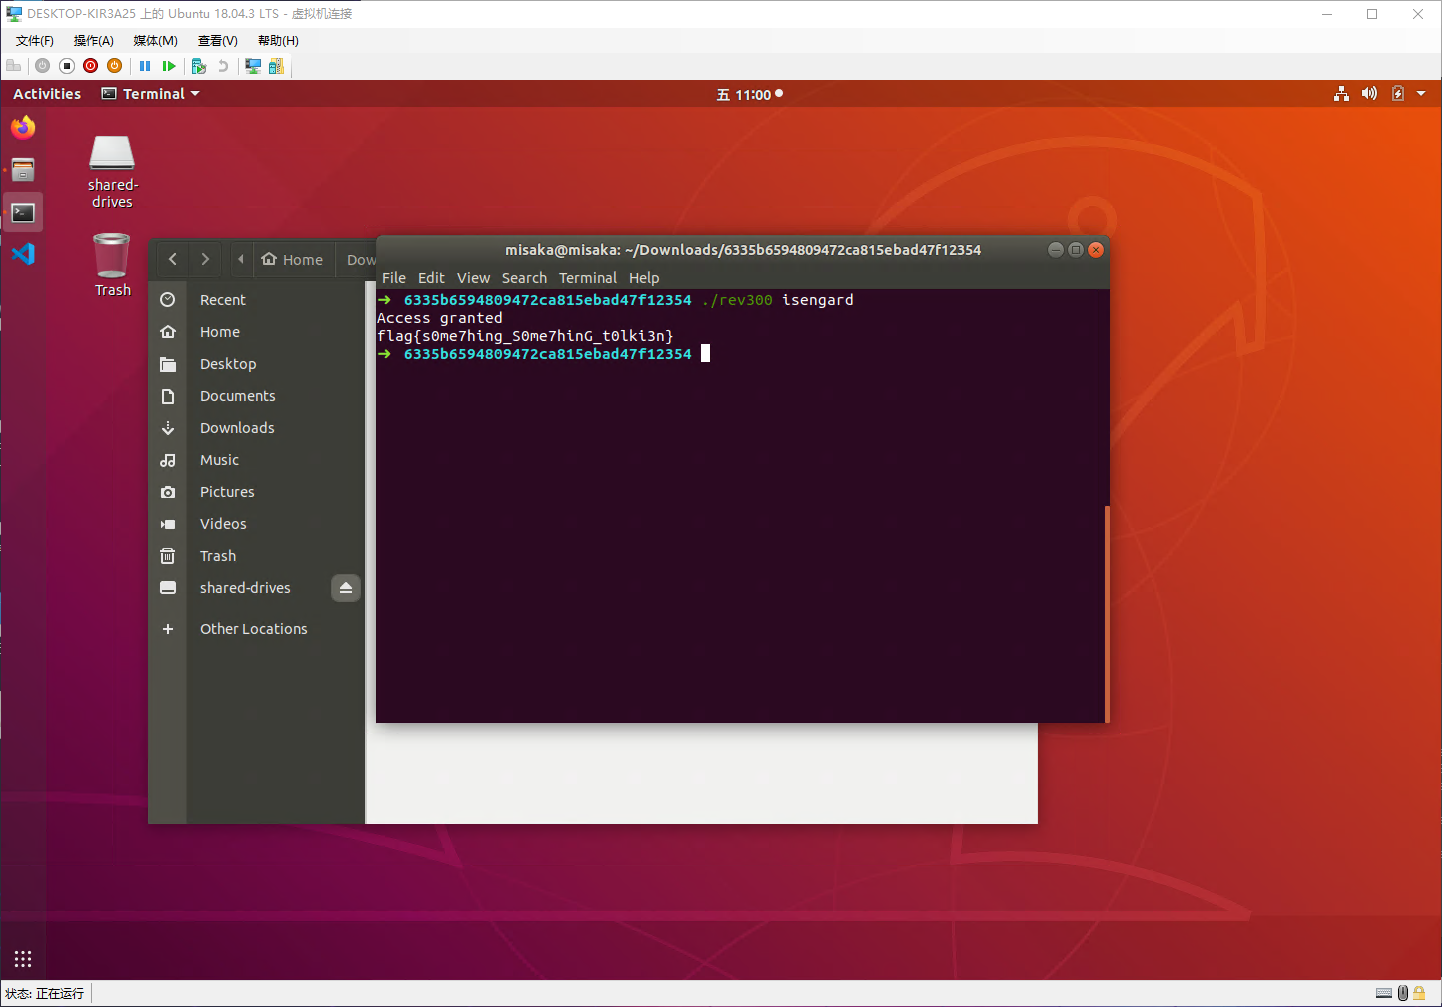 DESKTOP-KIR3A25 上的 Ubuntu 18.04.3 LTS - 虚拟机连接
文件(F) 操作(A) 媒体(M) 查看(V) 帮助(H)
Activities Terminal 五 11:00
shared-
drives
Trash
Home Dow
misaka@misaka: ~/Downloads/6335b6594809472ca815ebad47f12354
File Edit View Search Terminal Help
➜ 6335b6594809472ca815ebad47f12354 ./rev300 isengard
Access granted
flag{s0me7hing_S0me7hinG_t0lki3n}
➜ 6335b6594809472ca815ebad47f12354
Recent
Home
Desktop
Documents
Downloads
Music
Pictures
Videos
Trash
shared-drives
Other Locations
状态: 正在运行